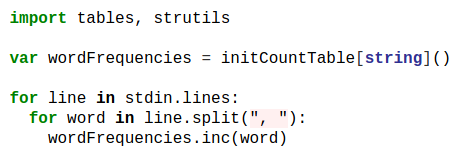 import tables, strutils
var wordFrequencies = initCountTable[string]()
for line in stdin.lines:
for word in line.split(", "):
wordFrequencies.inc(word)